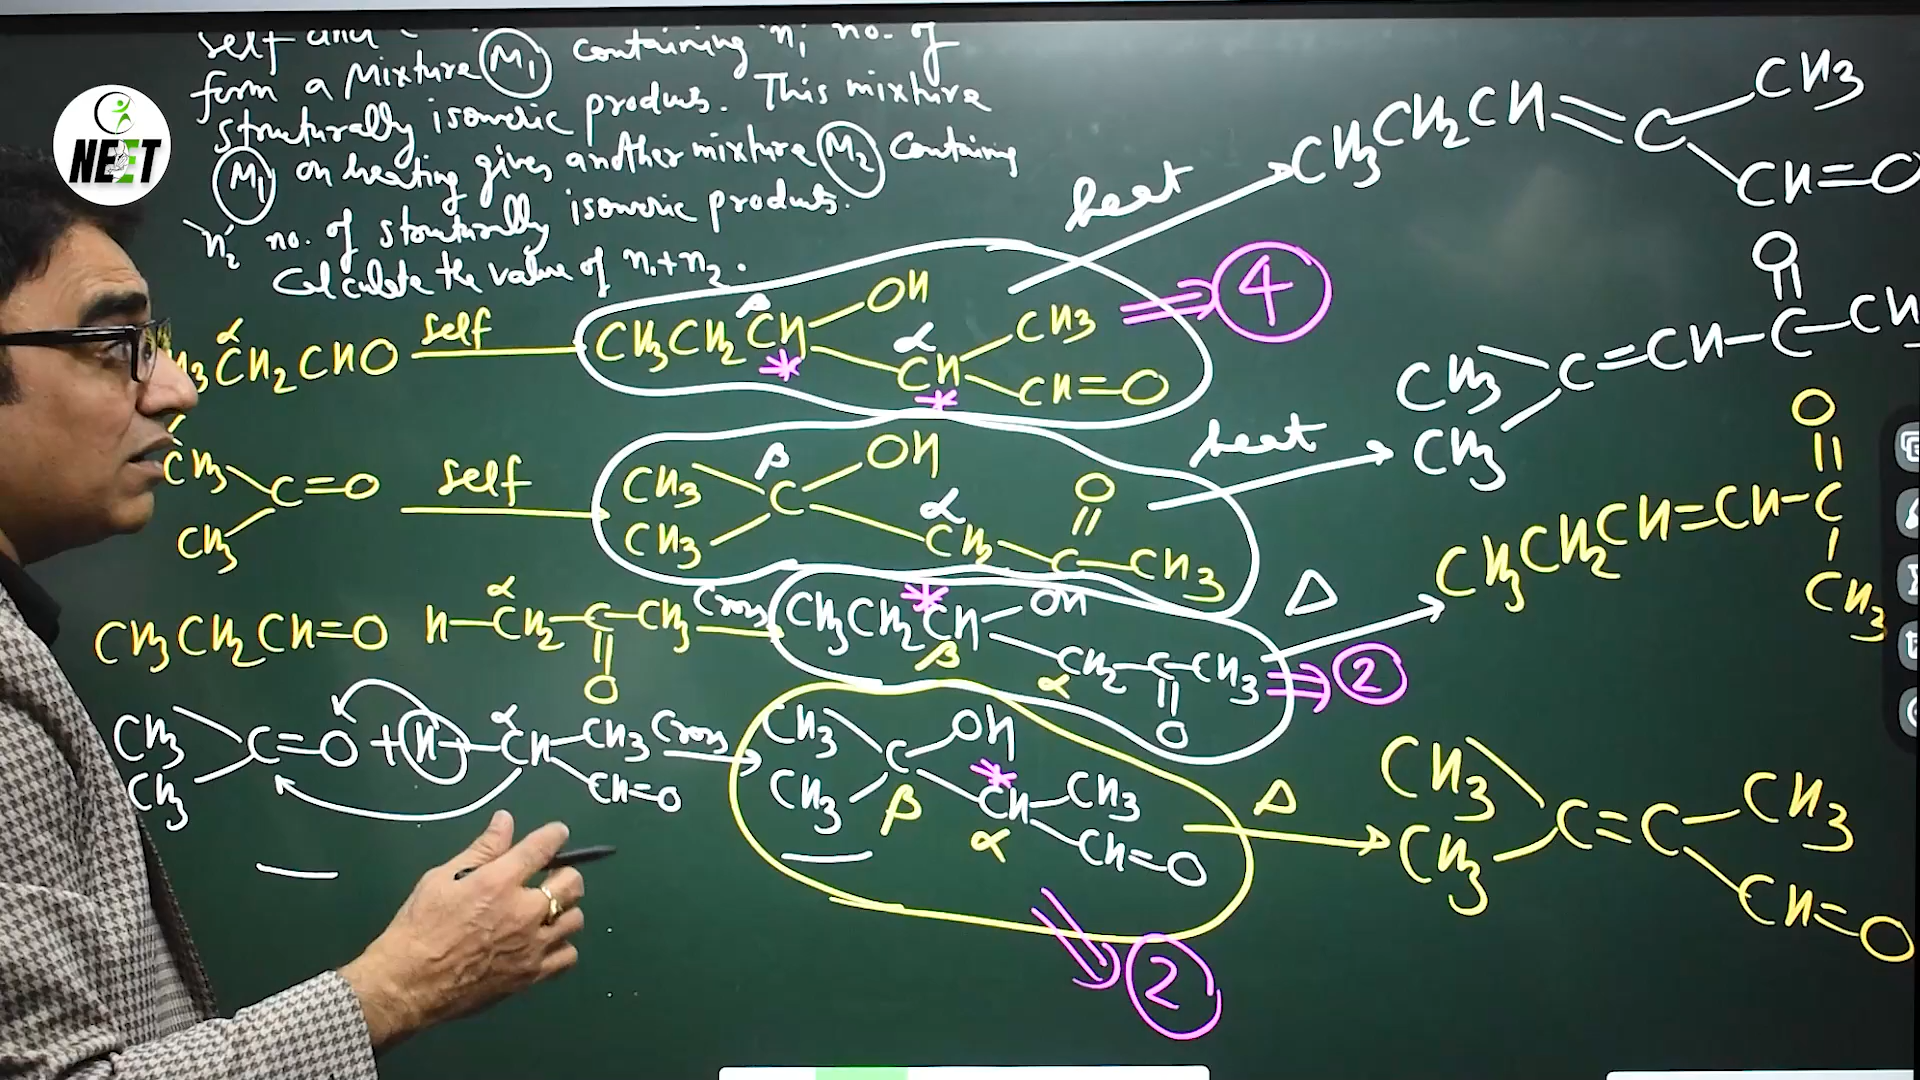 self and
form a Mixture M1 containing 'n1' no. of
structurally isomeric products. This mixture
M1 on heating gives another mixture M2 containing
'n2' no. of structurally isomeric products.
Calculate the value of n1+n2.
NEET
heat
CH3CH2CH=C
CH3
CH=O
α
CH2CHO
self
CH3CH2CH
β
OH
α
CH
CH3
CH=O
*
*
4
CH3
CH3
C=CH-C-CH
O
CH3
CH3
C=O
self
CH3
CH3
β
C
OH
α
CH2-C-CH3
O
heat
CH3CH2CH=CH-C
O
CH3
CH3CH2CH=O
H-CH2-C-CH3
α
O
Cross
CH3CH2CH
*
β
OH
CH2-C-CH3
α
O
Δ
2
CH3
CH3
C=O + H-CH-CH3
α
CH=O
Cross
CH3
CH3
C
β
OH
*
CH-CH3
α
CH=O
Δ
CH3
CH3
C=C
CH3
CH=O
2